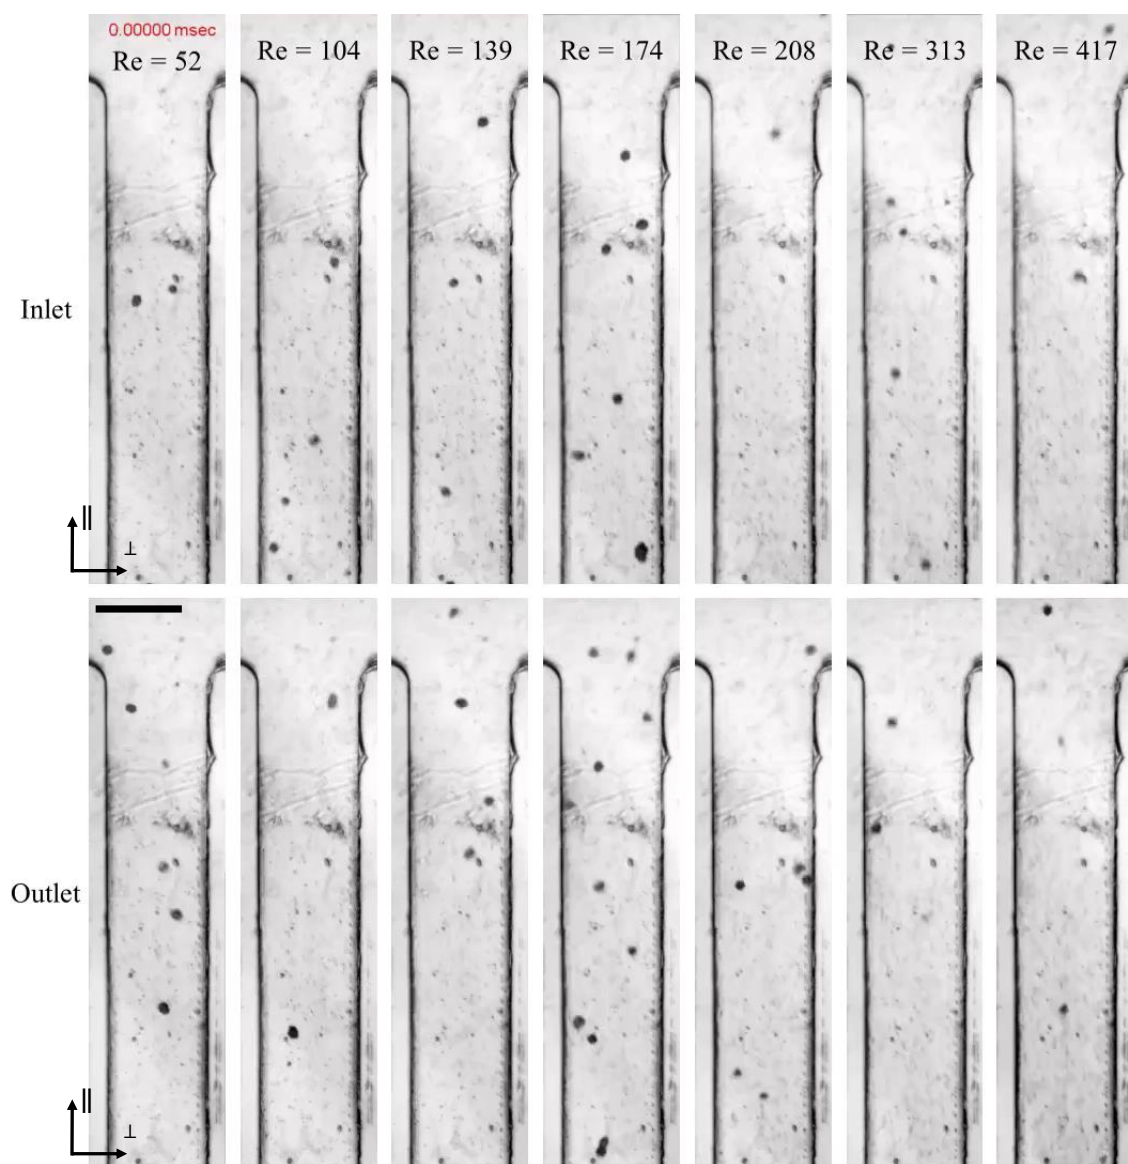 0.00000 msec
Re = 52
Re = 104
Re = 139
Re = 174
Re = 208
Re = 313
Re = 417
Inlet
||
⊥
Outlet
||
⊥